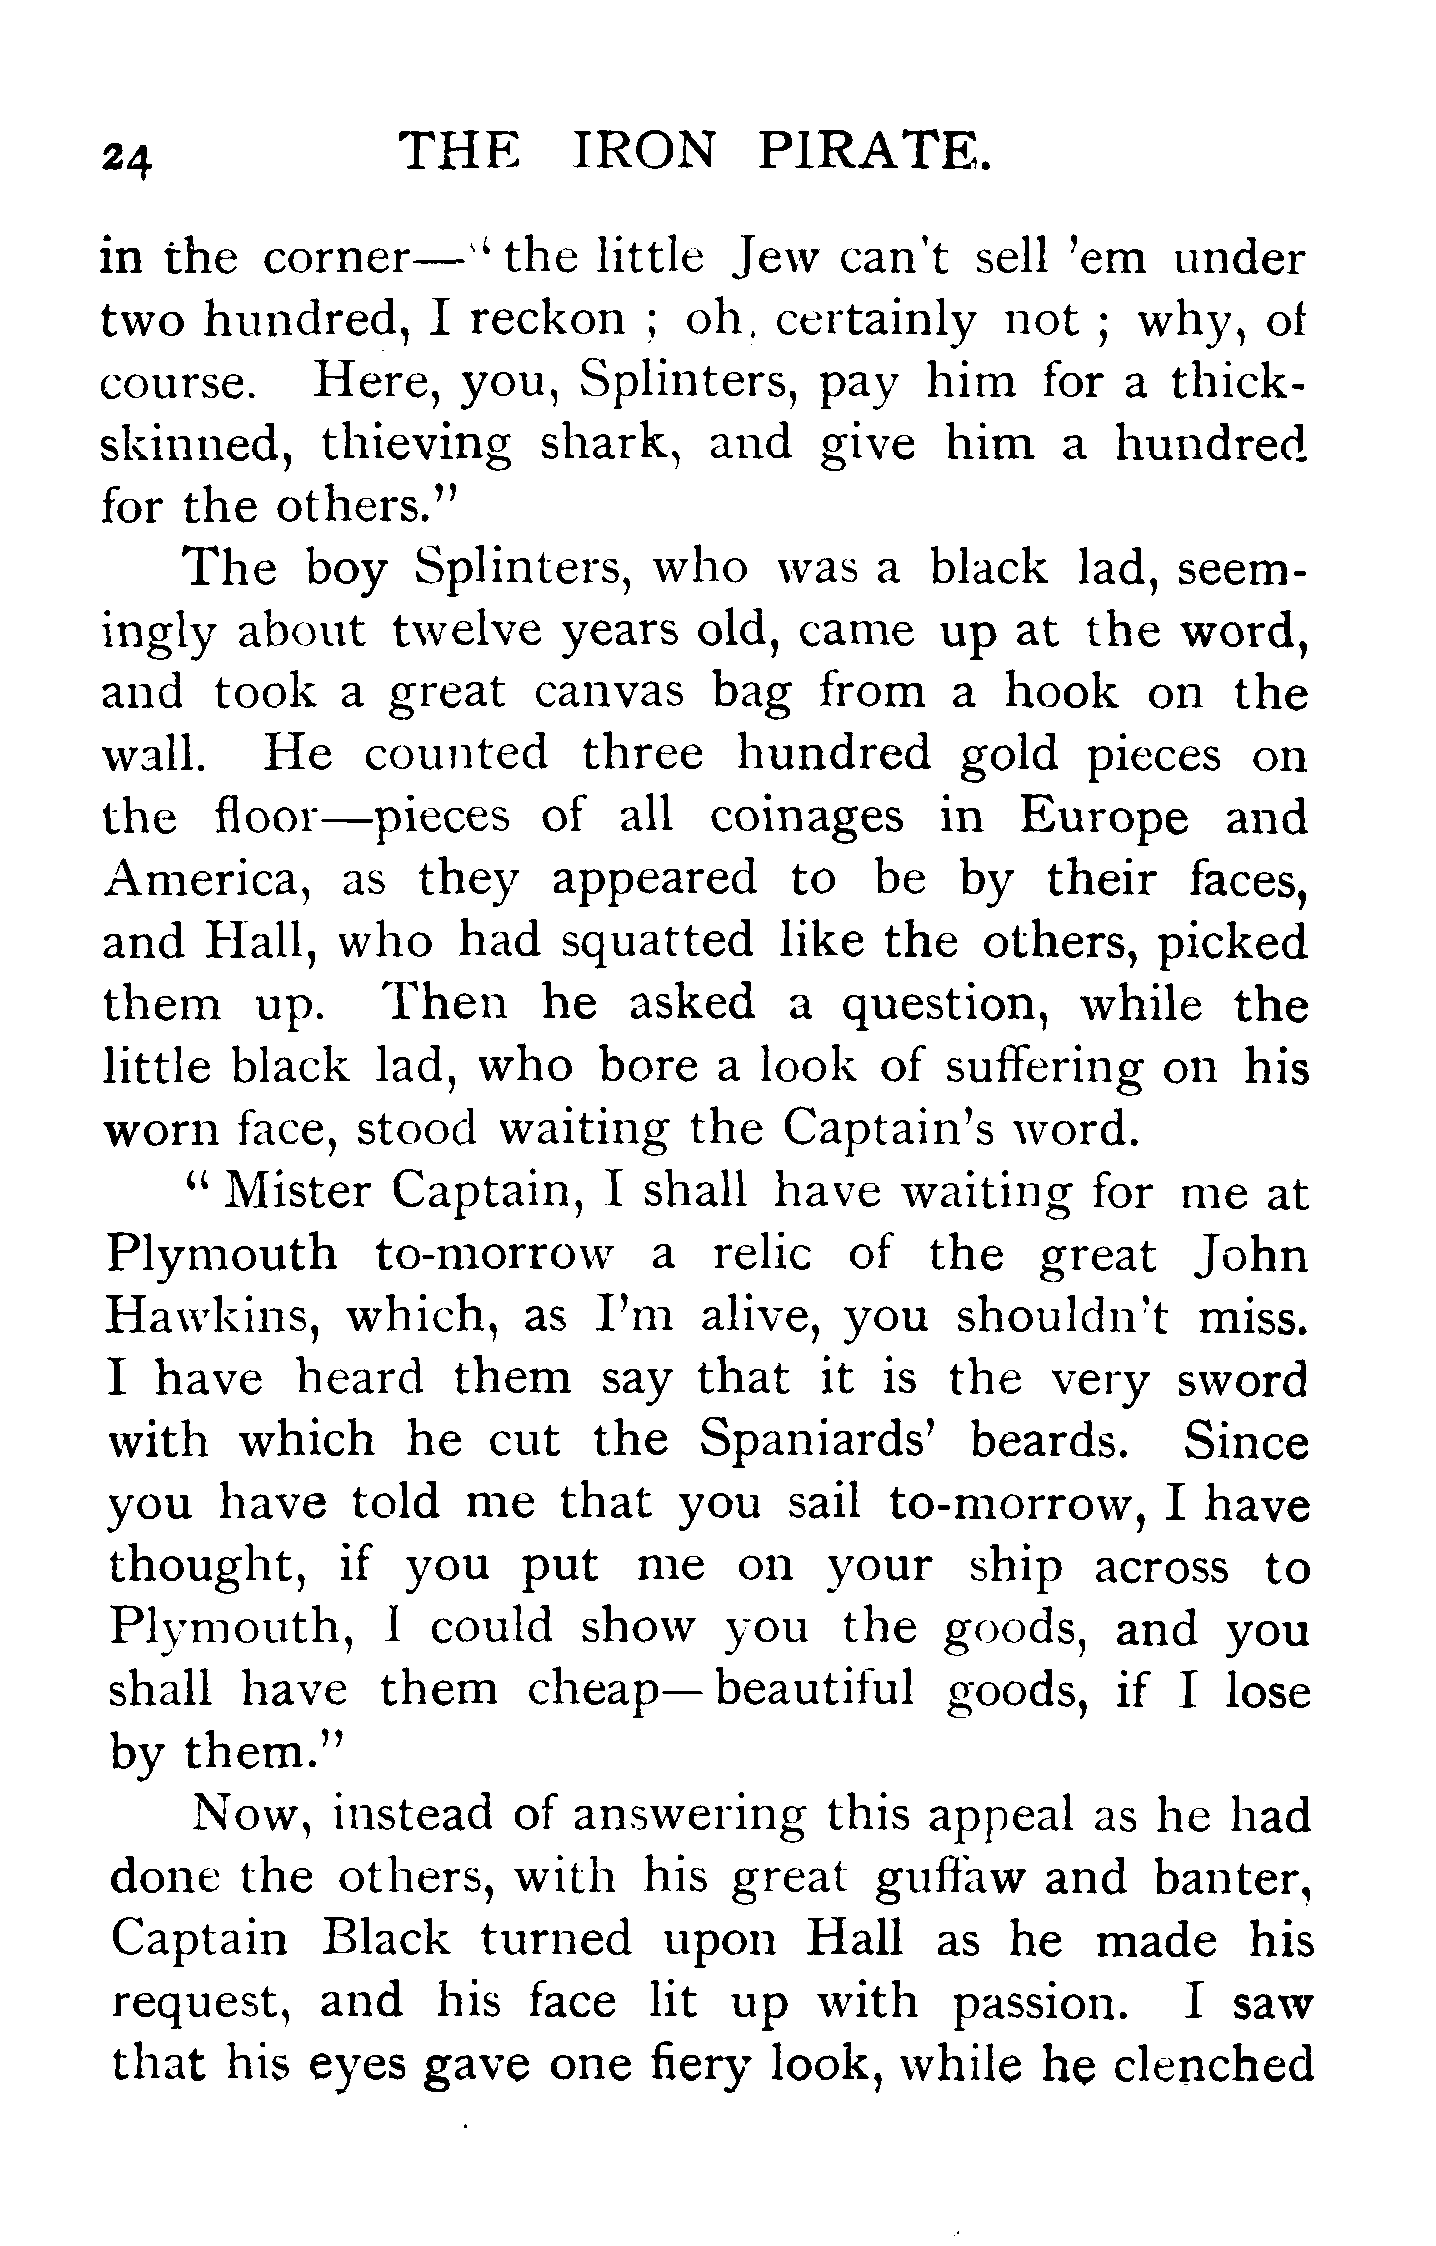 24 THE IRON PIRATE.
in the corner—“ the little Jew can't sell 'em under
two hundred, I reckon ; oh, certainly not ; why, of
course. Here, you, Splinters, pay him for a thick-
skinned, thieving shark, and give him a hundred
for the others.”
The boy Splinters, who was a black lad, seem-
ingly about twelve years old, came up at the word,
and took a great canvas bag from a hook on the
wall. He counted three hundred gold pieces on
the floor—pieces of all coinages in Europe and
America, as they appeared to be by their faces,
and Hall, who had squatted like the others, picked
them up. Then he asked a question, while the
little black lad, who bore a look of suffering on his
worn face, stood waiting the Captain's word.
“ Mister Captain, I shall have waiting for me at
Plymouth to-morrow a relic of the great John
Hawkins, which, as I'm alive, you shouldn't miss.
I have heard them say that it is the very sword
with which he cut the Spaniards' beards. Since
you have told me that you sail to-morrow, I have
thought, if you put me on your ship across to
Plymouth, I could show you the goods, and you
shall have them cheap—beautiful goods, if I lose
by them.”
Now, instead of answering this appeal as he had
done the others, with his great guffaw and banter,
Captain Black turned upon Hall as he made his
request, and his face lit up with passion. I saw
that his eyes gave one fiery look, while he clenched